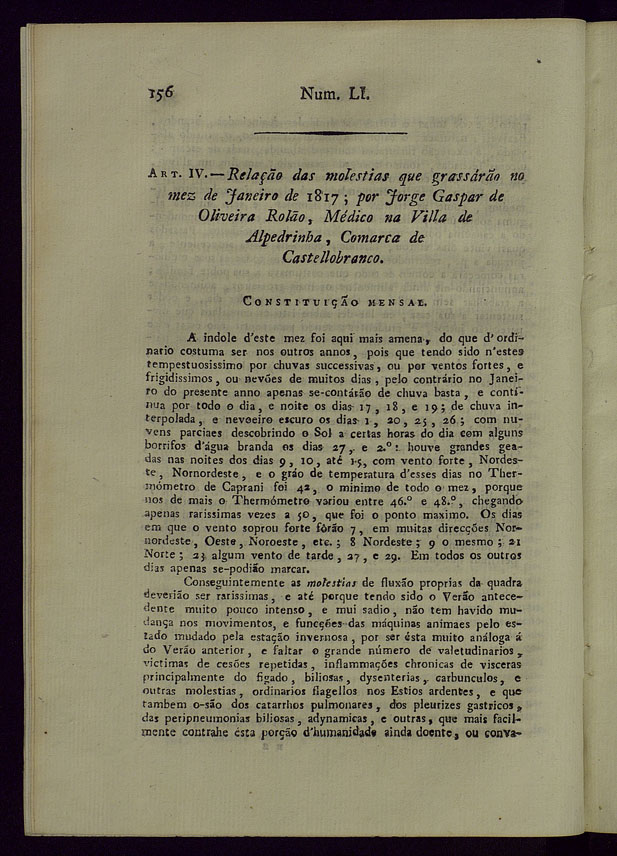 156
Num. LI.
ART. IV.—Relação das molestias que grassárão no
mez de Janeiro de 1817; por Jorge Gaspar de
Oliveira Rolão, Médico na Villa de
Alpedrinha, Comarca de
Castellobranco.
CONSTITUIÇÃO MENSAL.
A indole d'este mez foi aqui mais amena, do que d'ordi-
nario costuma ser nos outros annos, pois que tendo sido n'estes
tempestuosissimo por chuvas successivas, ou por ventos fortes, e
frigidissimos, ou nevões de muitos dias, pelo contrário no Janei-
ro do presente anno apenas se-contárão de chuva basta, e contí-
nua por todo o dia, e noite os dias 17, 18, e 19; de chuva in-
terpolada, e nevoeiro escuro os dias 1, 20, 25, 26; com nu-
vens parciaes descobrindo o Sol a certas horas do dia com alguns
borrifos d'água branda os dias 27, e 2.°: houve grandes gea-
das nas noites dos dias 9, 10, até 15, com vento forte, Nordes-
te, Nornordeste, e o gráo de temperatura d'esses dias no Ther-
mómetro de Caprani foi 42, o minimo de todo o mez, porque
nos de mais o Thermómetro variou entre 46.° e 48.°, chegando
apenas rarissimas vezes a 50, que foi o ponto maximo. Os dias
em que o vento soprou forte fôrão 7, em muitas direcções Nor-
nordeste, Oeste, Noroeste, etc.; 8 Nordeste; 9 o mesmo; 21
Norte; 23 algum vento de tarde, 27, e 29. Em todos os outros
dias apenas se-podião marcar.
Conseguintemente as molestias de fluxão proprias da quadra
deverião ser rarissimas, e até porque tendo sido o Verão antece-
dente muito pouco intenso, e mui sadio, não tem havido mu-
dança nos movimentos, e funcções das máquinas animaes pelo es-
tado mudado pela estação invernosa, por ser ésta muito análoga á
do Verão anterior, e faltar o grande número de valetudinarios,
victimas de cesões repetidas, inflammações chronicas de visceras
principalmente do figado, biliosas, dysenterias, carbunculos, e
outras molestias, ordinarios flagellos nos Estios ardentes, e que
tambem o-são dos catarrhos pulmonares, dos pleurizes gastricos,
das peripneumonias biliosas, adynamicas, e outras, que mais facil-
mente contrahe ésta porção d'humanidade ainda doente, ou conva-